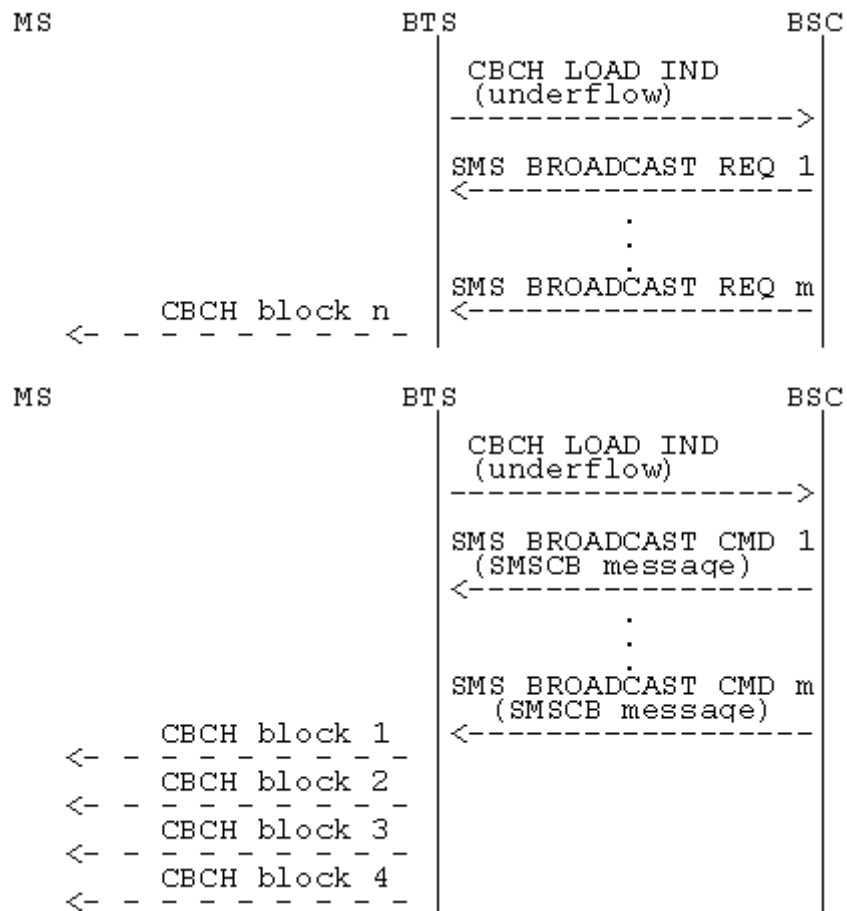 MS BTS BSC
CBCH LOAD IND
(underflow)
SMS BROADCAST REQ 1
.
.
.
SMS BROADCAST REQ m
CBCH block n
MS BTS BSC
CBCH LOAD IND
(underflow)
SMS BROADCAST CMD 1
(SMSCB message)
.
.
.
SMS BROADCAST CMD m
(SMSCB message)
CBCH block 1
CBCH block 2
CBCH block 3
CBCH block 4